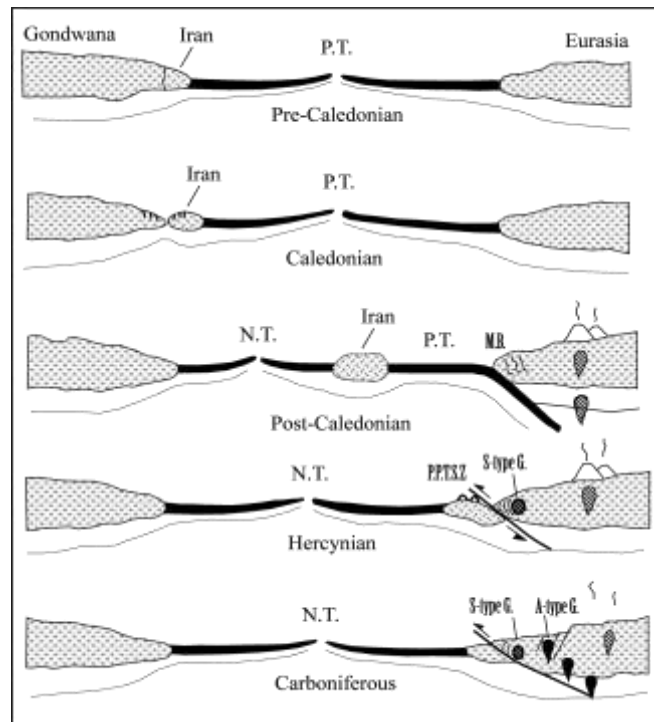 Gondwana Iran P.T. Eurasia
Pre-Caledonian
Iran P.T.
Caledonian
N.T. Iran P.T. M.B.
Post-Caledonian
N.T. P.P.T.S.Z S-type G.
Hercynian
N.T. S-type G. A-type G.
Carboniferous